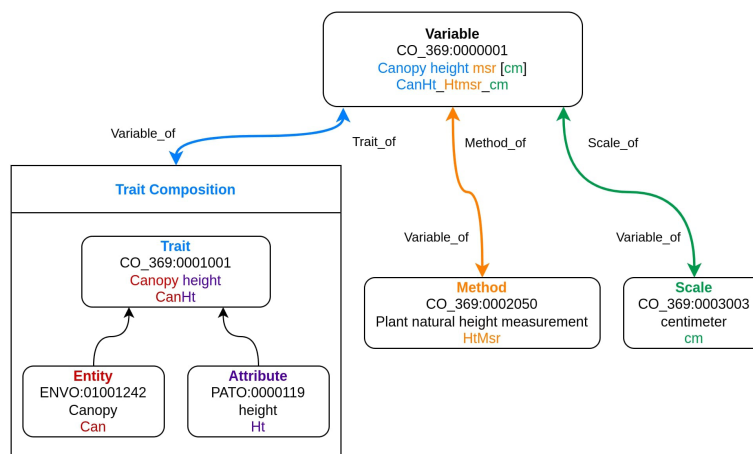 Variable
CO_369:0000001
Canopy height msr [cm]
CanHt_Htmsr_cm
Variable_of
Trait_of
Method_of
Scale_of
Trait Composition
Trait
CO_369:0001001
Canopy height
CanHt
Variable_of
Variable_of
Method
CO_369:0002050
Plant natural height measurement
HtMsr
Scale
CO_369:0003003
centimeter
cm
Entity
ENVO:01001242
Canopy
Can
Attribute
PATO:0000119
height
Ht